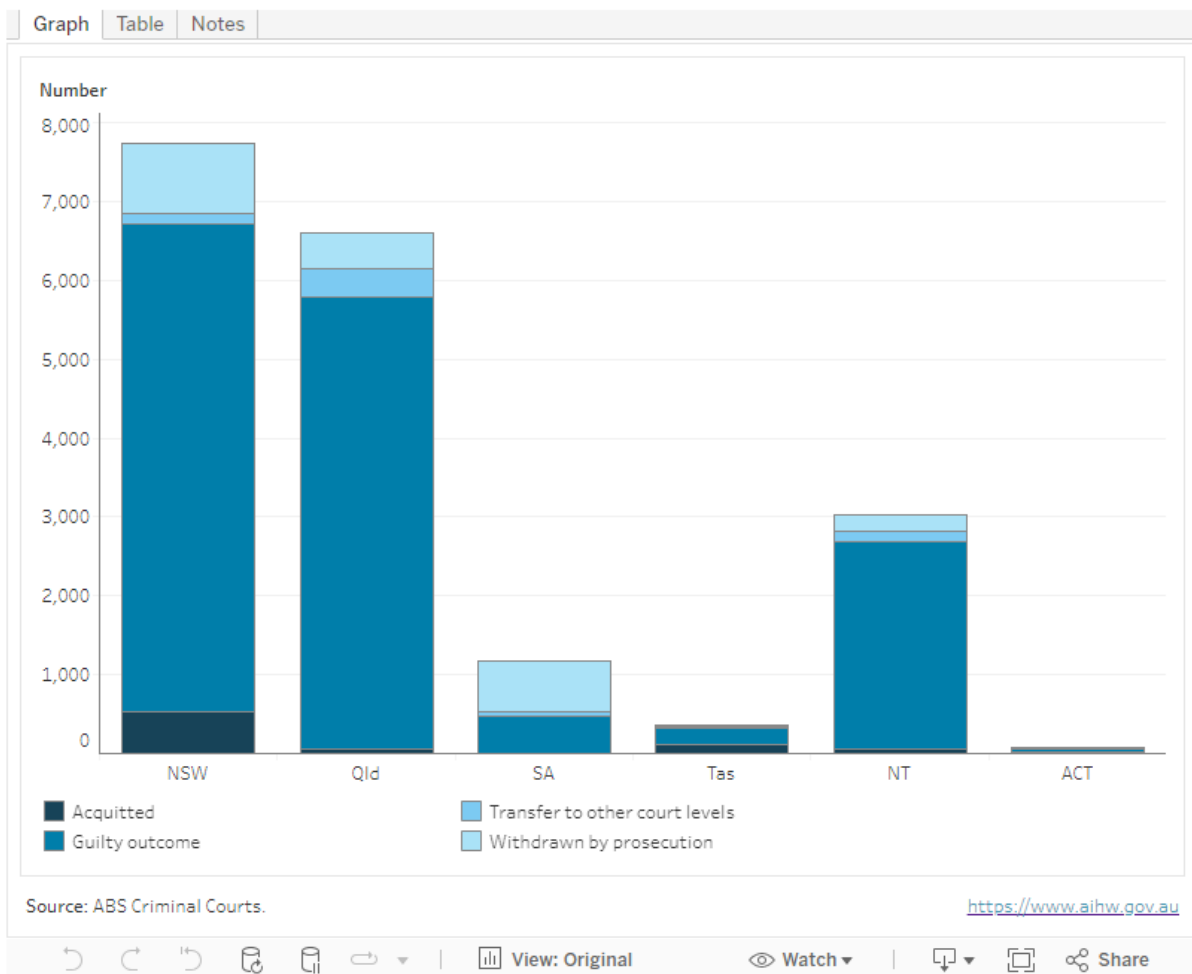 Graph Table Notes
Number
8,000
7,000
6,000
5,000
4,000
3,000
2,000
1,000
0
NSW Qld SA Tas NT ACT
Acquitted Transfer to other court levels
Guilty outcome Withdrawn by prosecution
Source: ABS Criminal Courts. https://www.aihw.gov.au
View: Original Watch Share